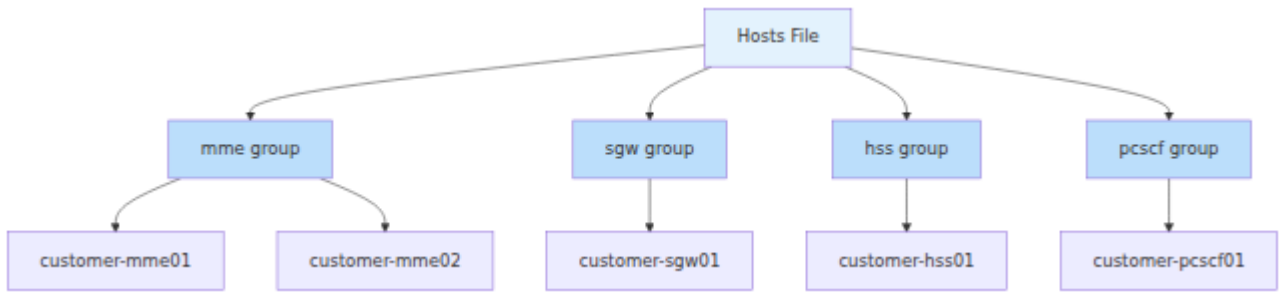 Hosts File
mme group
sgw group
hss group
pcscf group
customer-mme01
customer-mme02
customer-sgw01
customer-hss01
customer-pcscf01